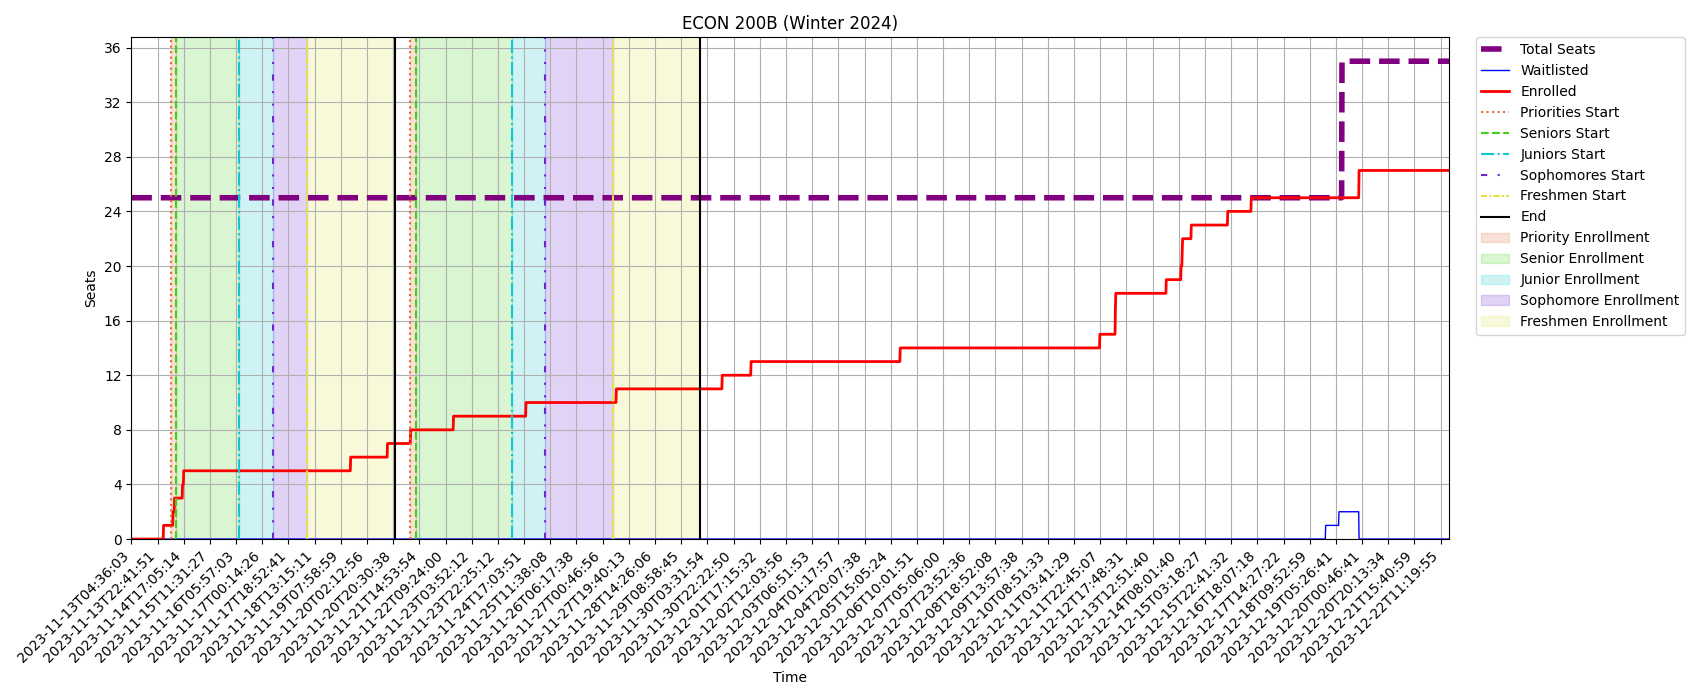 ECON 200B (Winter 2024)
Seats
36
32
28
24
20
16
12
8
4
0
2023-11-13T04:36:03
2023-11-13T22:41:51
2023-11-14T17:05:14
2023-11-15T11:31:27
2023-11-16T05:57:03
2023-11-17T00:14:26
2023-11-17T18:52:41
2023-11-18T13:15:11
2023-11-19T07:58:59
2023-11-20T02:12:56
2023-11-20T20:30:38
2023-11-21T14:53:54
2023-11-22T09:24:00
2023-11-23T03:52:12
2023-11-23T22:25:12
2023-11-24T17:03:51
2023-11-25T11:38:08
2023-11-26T06:17:38
2023-11-27T00:46:56
2023-11-27T19:40:13
2023-11-28T14:26:06
2023-11-29T08:58:45
2023-11-30T03:31:54
2023-11-30T22:22:50
2023-12-01T17:15:32
2023-12-02T12:03:56
2023-12-03T06:51:53
2023-12-04T01:17:57
2023-12-04T20:07:38
2023-12-05T15:05:24
2023-12-06T10:01:51
2023-12-07T05:06:00
2023-12-07T23:52:36
2023-12-08T18:52:08
2023-12-09T13:57:38
2023-12-10T08:51:33
2023-12-11T03:41:29
2023-12-11T22:45:07
2023-12-12T17:48:31
2023-12-13T12:51:40
2023-12-14T08:01:40
2023-12-15T03:18:27
2023-12-15T22:41:32
2023-12-16T18:07:18
2023-12-17T14:27:22
2023-12-18T09:52:59
2023-12-19T05:26:41
2023-12-20T00:46:41
2023-12-20T20:13:34
2023-12-21T15:40:59
2023-12-22T11:19:55
Time
Total Seats
Waitlisted
Enrolled
Priorities Start
Seniors Start
Juniors Start
Sophomores Start
Freshmen Start
End
Priority Enrollment
Senior Enrollment
Junior Enrollment
Sophomore Enrollment
Freshmen Enrollment